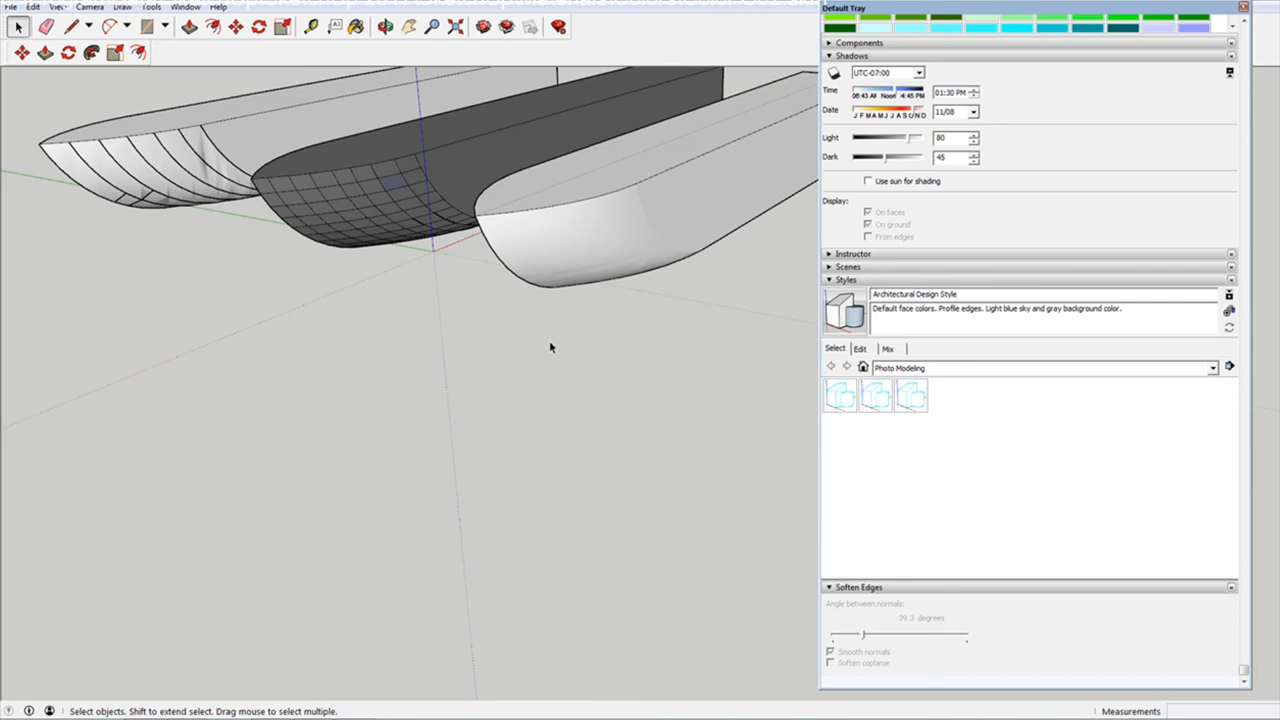 File Edit View Camera Draw Tools Window Help
Default Tray
Components
Shadows
UTC-07:00
Time
06:43 AM Noon 4:45 PM
01:30 PM
Date
J F M A M J J A S O N D
11/08
Light
80
Dark
45
Use sun for shading
Display:
On faces
On ground
From edges
Instructor
Scenes
Styles
Architectural Design Style
Default face colors. Profile edges. Light blue sky and gray background color.
Select Edit Mix
Photo Modeling
Soften Edges
Angle between normals:
39.3 degrees
Smooth normals
Soften coplanar
Select objects. Shift to extend select. Drag mouse to select multiple.
Measurements